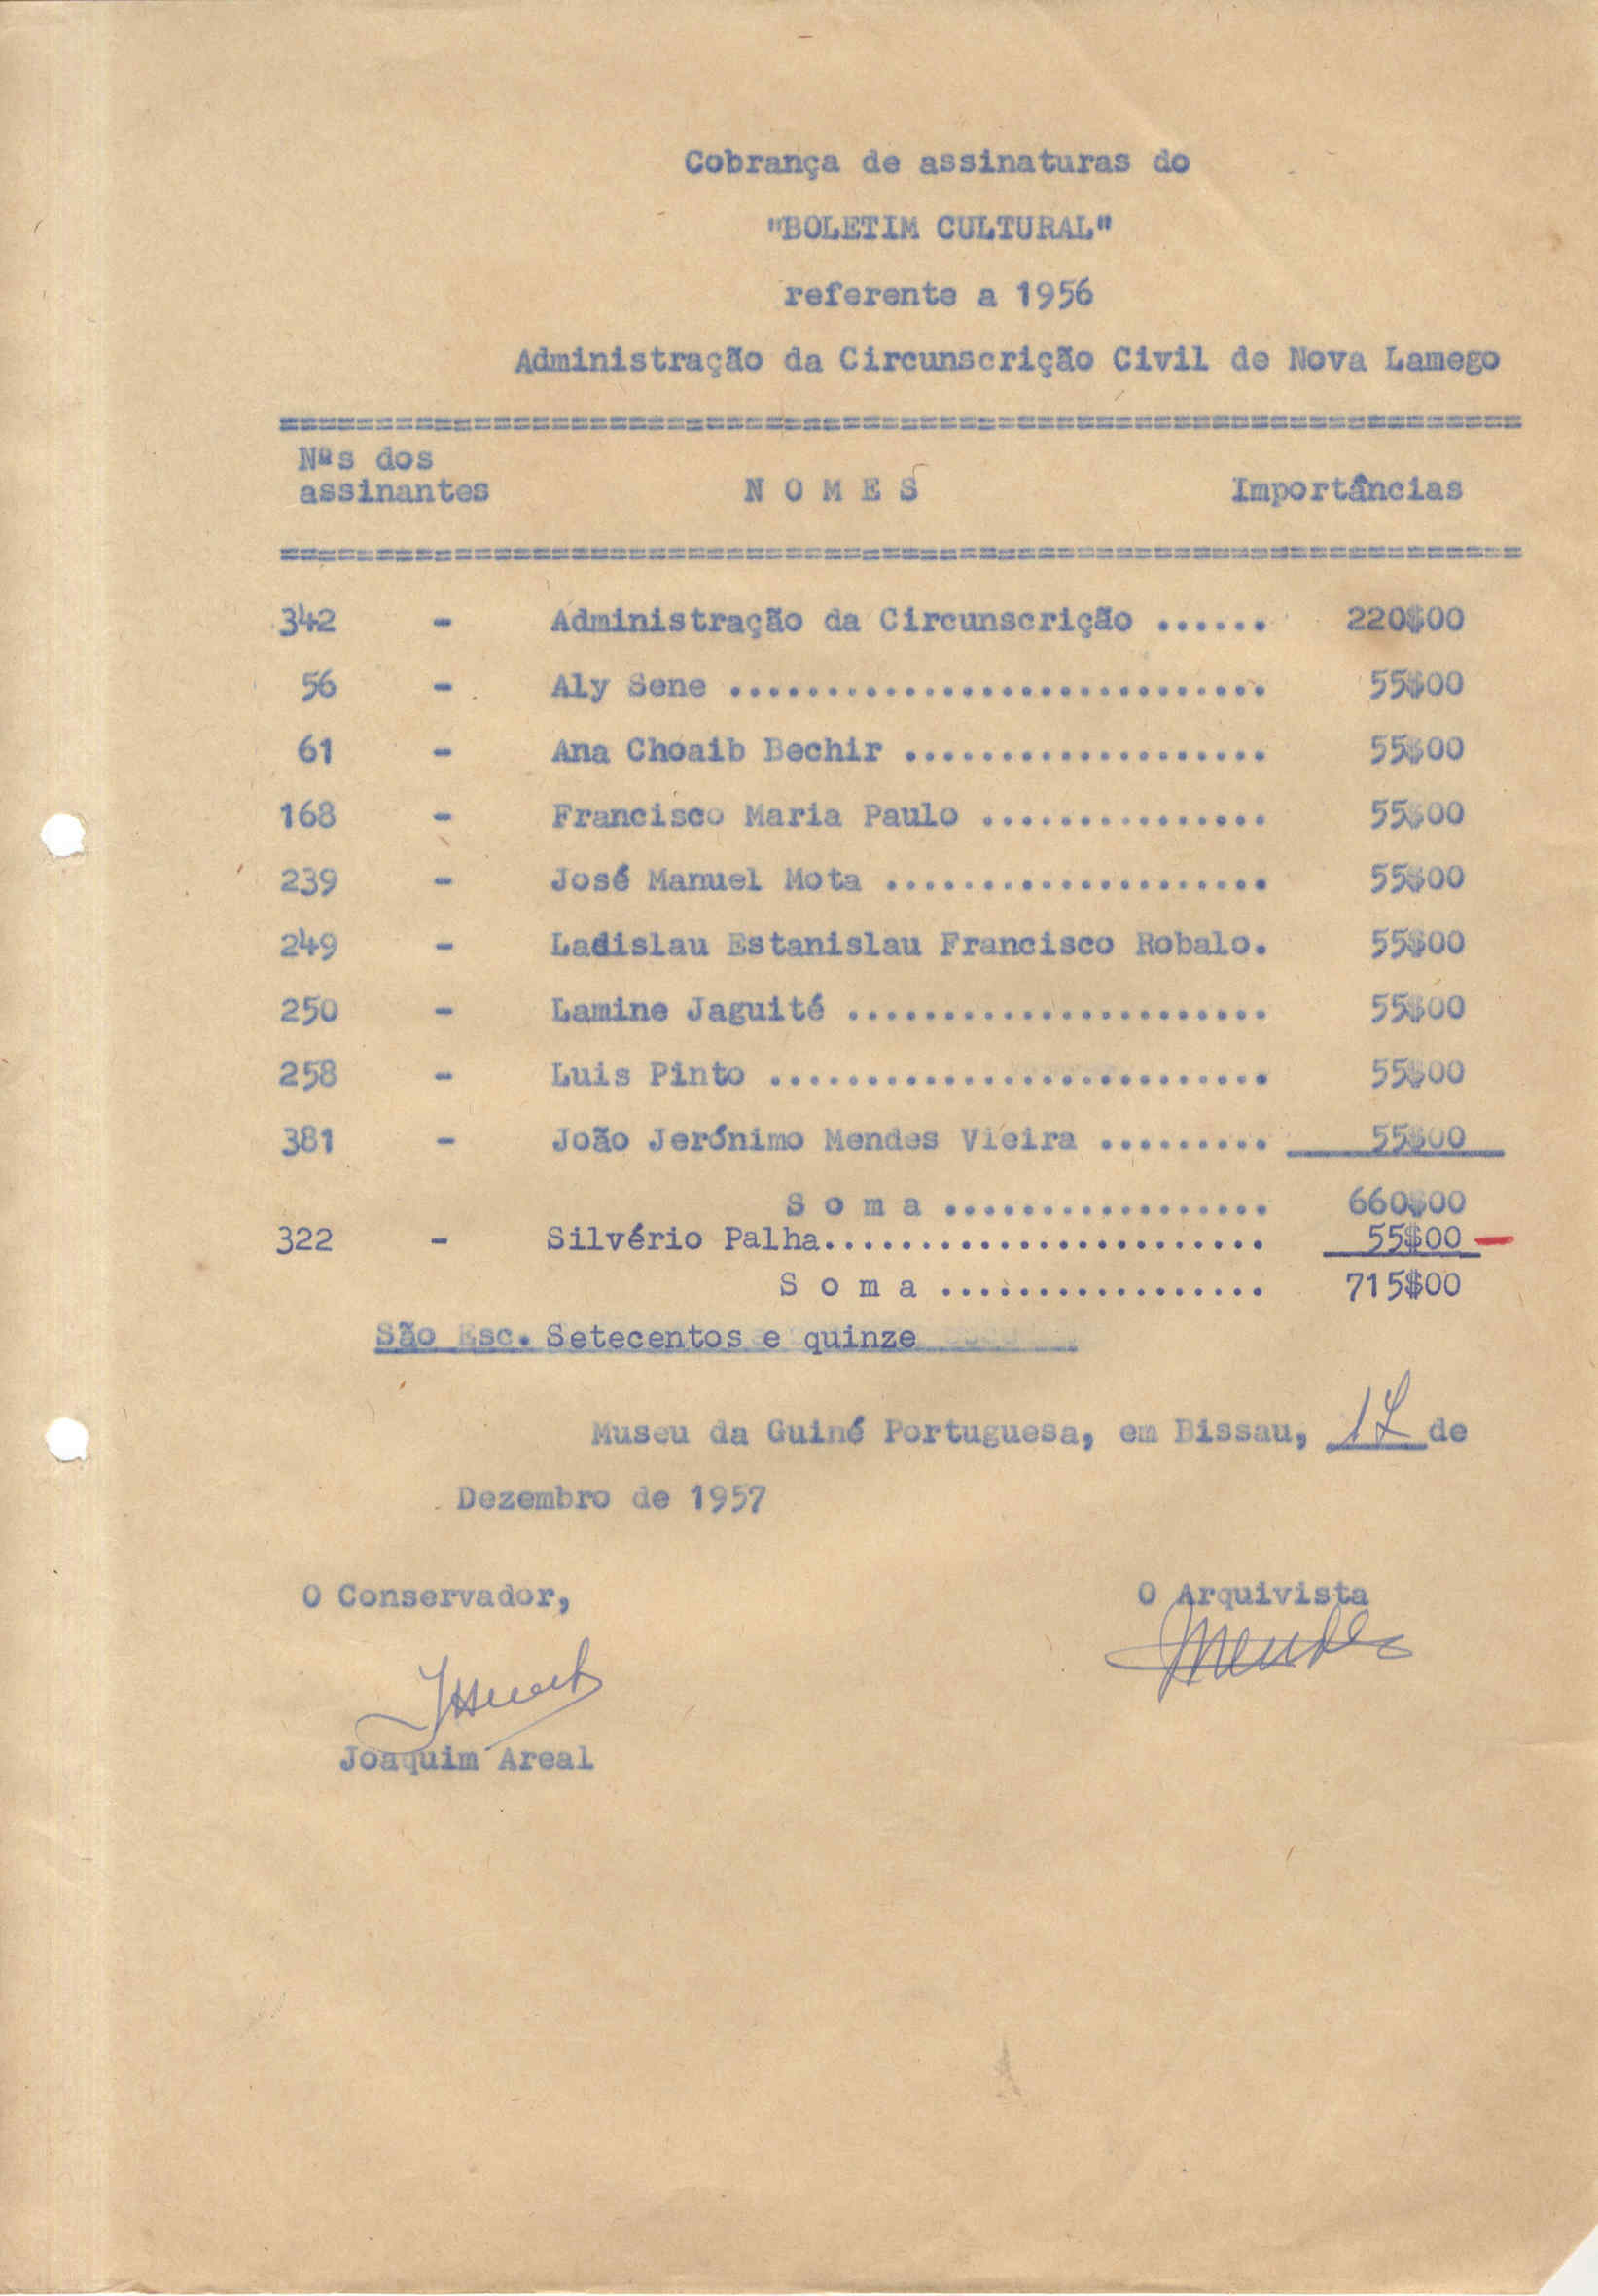 Cobrança de assinaturas do
"BOLETIM CULTURAL"
referente a 1956
Administração da Circunscrição Civil de Nova Lamego
Nºs dos
assinantes N O M E S Importâncias
342 - Administração da Circunscrição ...... 220$00
56 - Aly Sene ............................ 55$00
61 - Ana Choaib Bechir ................... 55$00
168 - Francisco Maria Paulo ............... 55$00
239 - José Manuel Mota .................... 55$00
249 - Ladislau Estanislau Francisco Robalo. 55$00
250 - Lamine Jaguité ...................... 55$00
258 - Luis Pinto .......................... 55$00
381 - João Jerónimo Mendes Vieira ......... 55$00
S o m a ................. 660$00
322 - Silvério Palha....................... 55$00
S o m a ................. 715$00
São Esc. Setecentos e quinze
Museu da Guiné Portuguesa, em Bissau, de
Dezembro de 1957
O Conservador, O Arquivista
Mendes
Joaquim Areal